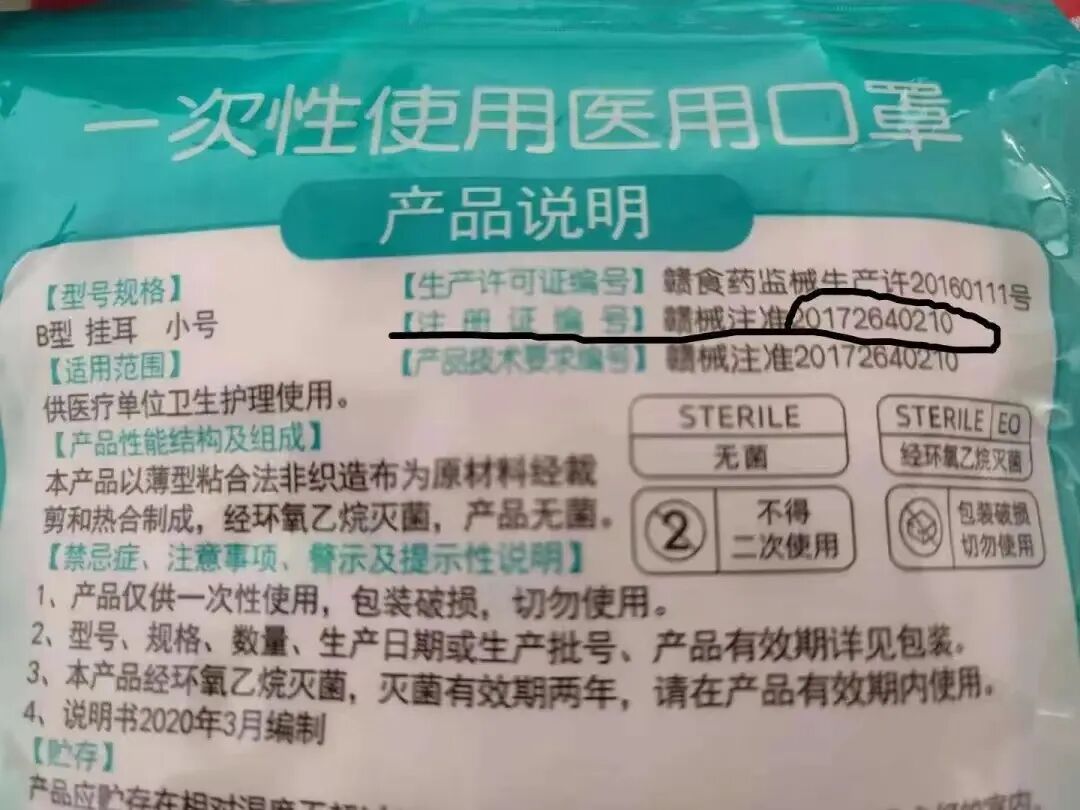 一次性使用医用口罩
产品说明
【型号规格】
B型 挂耳 小号
【适用范围】
供医疗单位卫生护理使用。
【生产许可证编号】赣食药监械生产许20160111号
【注册证编号】赣械注准20172640210
【产品技术要求编号】赣械注准20172640210
【产品性能结构及组成】
本产品以薄型粘合法非织造布为原材料经裁
剪和热合制成，经环氧乙烷灭菌，产品无菌。
STERILE
无菌
STERILE EO
经环氧乙烷灭菌
2 不得
二次使用
包装破损
切勿使用
【禁忌症、注意事项、警示及提示性说明】
1、产品仅供一次性使用，包装破损，切勿使用。
2、型号、规格、数量、生产日期或生产批号、产品有效期详见包装。
3、本产品经环氧乙烷灭菌，灭菌有效期两年，请在产品有效期内使用。
4、说明书2020年3月编制
【贮存】
产品应贮存在相对湿度不超